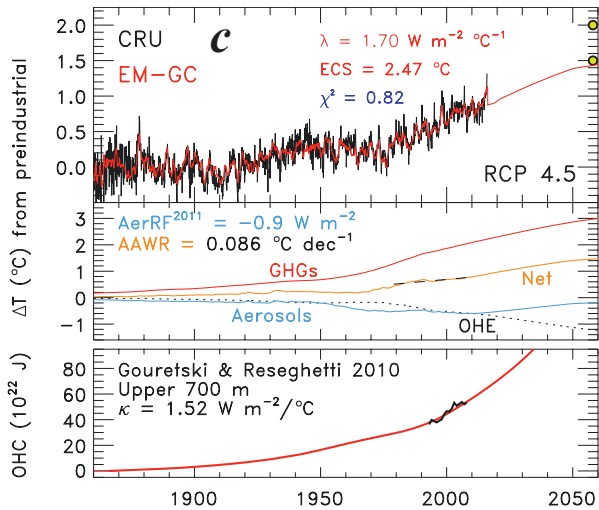 CRU c λ = 1.70 W m⁻² °C⁻¹
EM−GC ECS = 2.47 °C
χ² = 0.82
RCP 4.5
2.0
1.5
1.0
0.5
0.0
ΔT (°C) from preindustrial
AerRF²⁰¹¹ = −0.9 W m⁻²
AAWR = 0.086 °C dec⁻¹
GHGs
Net
Aerosols
OHE
3
2
1
0
−1
Gouretski & Reseghetti 2010
Upper 700 m
κ = 1.52 W m⁻²/°C
80
60
40
20
0
OHC (10²² J)
1900 1950 2000 2050